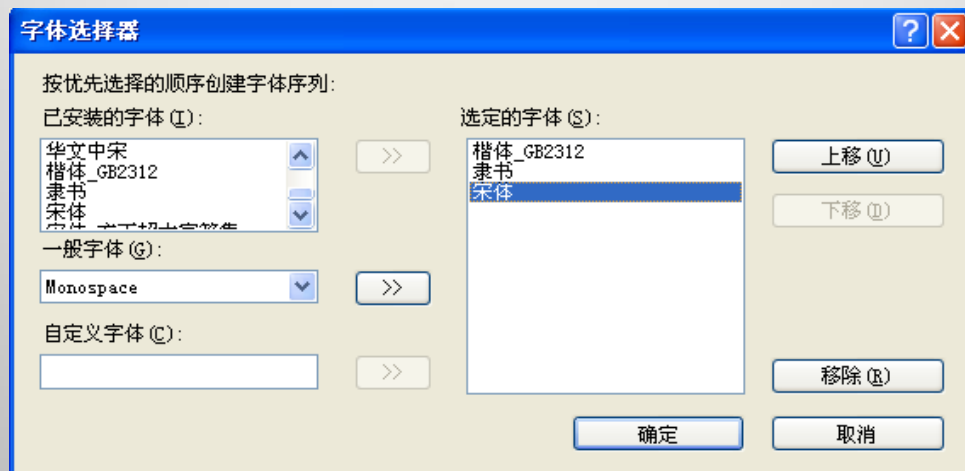 字体选择器
按优先选择的顺序创建字体序列:
已安装的字体(I):
华文中宋
楷体_GB2312
隶书
宋体
>>
一般字体(G):
Monospace
>>
自定义字体(C):
>>
选定的字体(S):
楷体_GB2312
隶书
宋体
上移(U)
下移(D)
移除(R)
确定
取消